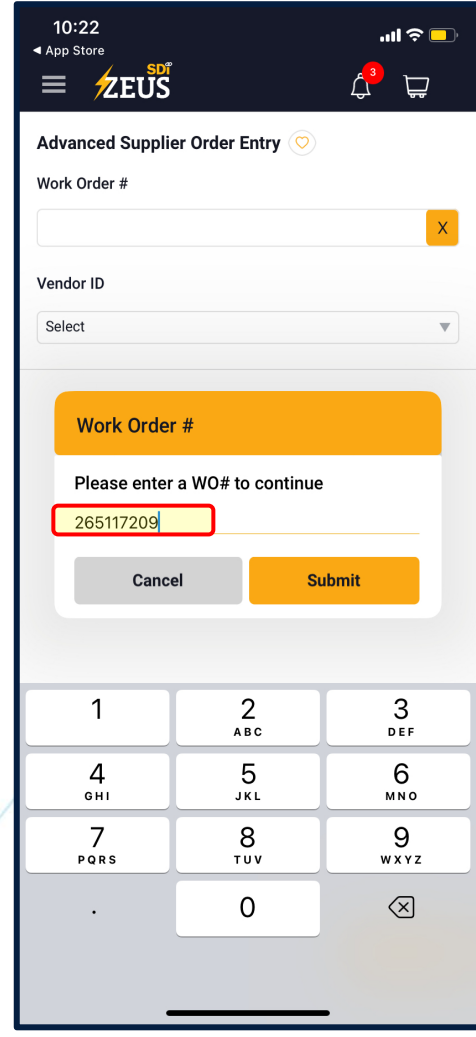 10:22
◀ App Store
SDi
ZEUS
3
Advanced Supplier Order Entry
Work Order #
X
Vendor ID
Select
Work Order #
Please enter a WO# to continue
265117209
Cancel Submit
1 2 3
ABC DEF
4 5 6
GHI JKL MNO
7 8 9
PQRS TUV WXYZ
. 0